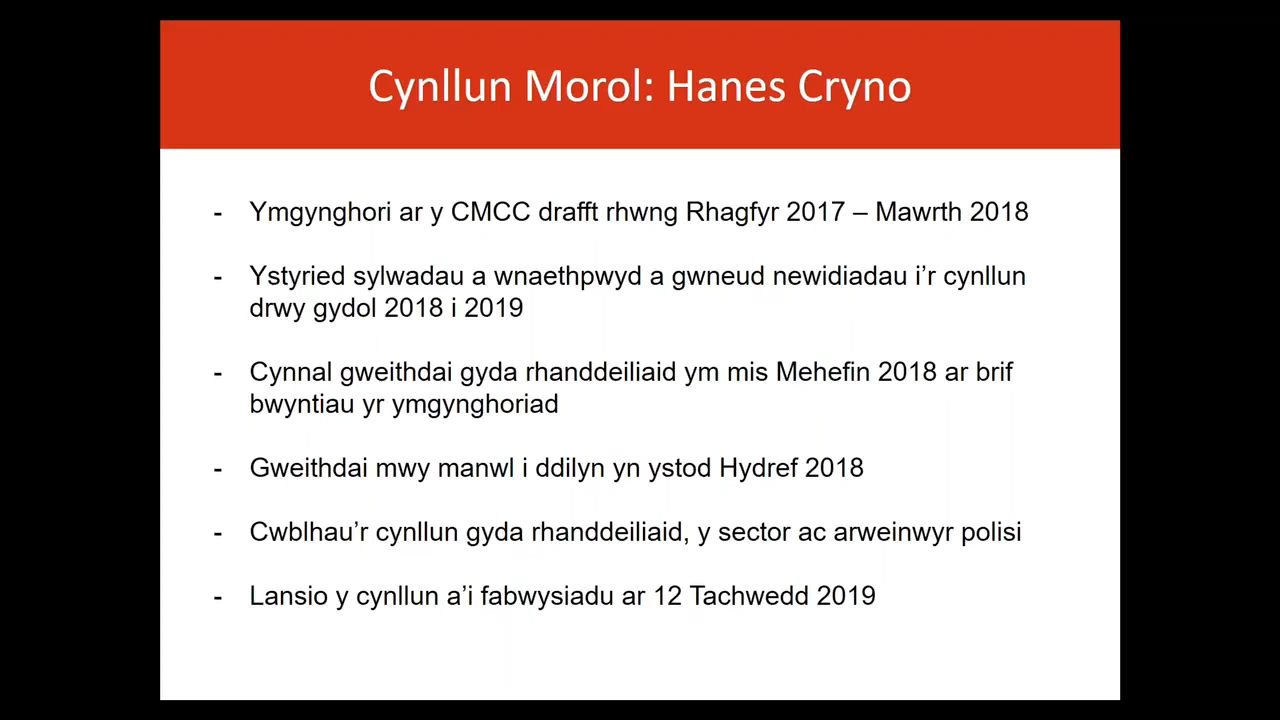 Cynllun Morol: Hanes Cryno
- Ymgynghori ar y CMCC drafft rhwng Rhagfyr 2017 – Mawrth 2018
- Ystyried sylwadau a wnaethpwyd a gwneud newidiadau i’r cynllun
drwy gydol 2018 i 2019
- Cynnal gweithdai gyda rhanddeiliaid ym mis Mehefin 2018 ar brif
bwyntiau yr ymgynghoriad
- Gweithdai mwy manwl i ddilyn yn ystod Hydref 2018
- Cwblhau’r cynllun gyda rhanddeiliaid, y sector ac arweinwyr polisi
- Lansio y cynllun a’i fabwysiadu ar 12 Tachwedd 2019